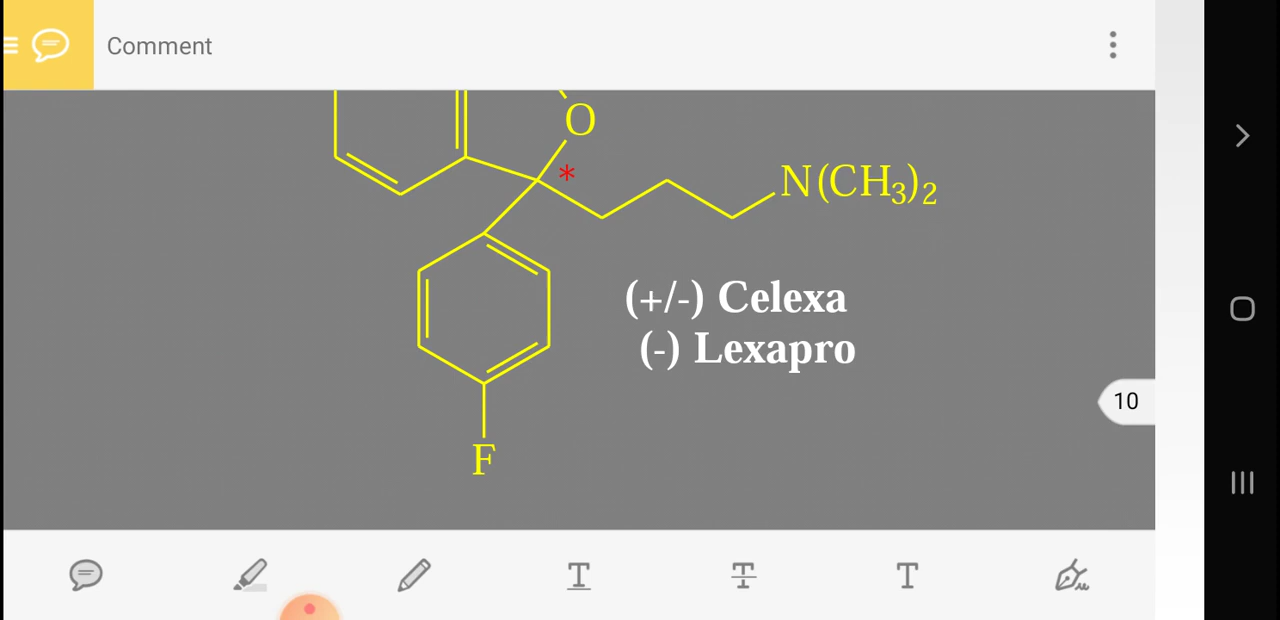 Comment
O
*
N(CH₃)₂
(+/-) Celexa
(-) Lexapro
10
F
T
T
T